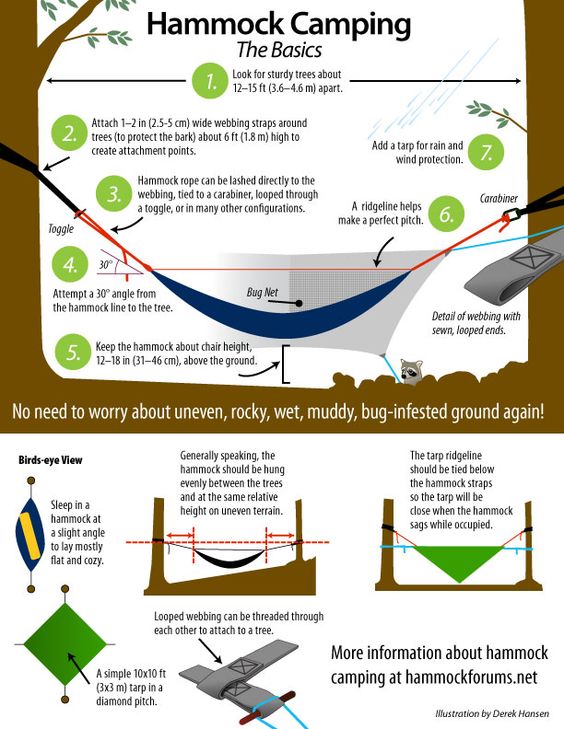 Hammock Camping
The Basics
1. Look for sturdy trees about
12–15 ft (3.6–4.6 m) apart.
2. Attach 1–2 in (2.5-5 cm) wide webbing straps around
trees (to protect the bark) about 6 ft (1.8 m) high to
create attachment points.
Add a tarp for rain and
wind protection.
7.
3. Hammock rope can be lashed directly to the
webbing, tied to a carabiner, looped through
a toggle, or in many other configurations.
Toggle
A ridgeline helps
make a perfect pitch.
6.
Carabiner
4. 30°
Attempt a 30° angle from
the hammock line to the tree.
Bug Net
Detail of webbing with
sewn, looped ends.
5. Keep the hammock about chair height,
12–18 in (31–46 cm), above the ground.
No need to worry about uneven, rocky, wet, muddy, bug-infested ground again!
Birds-eye View
Sleep in a
hammock at
a slight angle
to lay mostly
flat and cozy.
Generally speaking, the
hammock should be hung
evenly between the trees
and at the same relative
height on uneven terrain.
The tarp ridgeline
should be tied below
the hammock straps
so the tarp will be
close when the hammock
sags while occupied.
A simple 10x10 ft
(3x3 m) tarp in a
diamond pitch.
Looped webbing can be threaded through
each other to attach to a tree.
More information about hammock
camping at hammockforums.net
Illustration by Derek Hansen